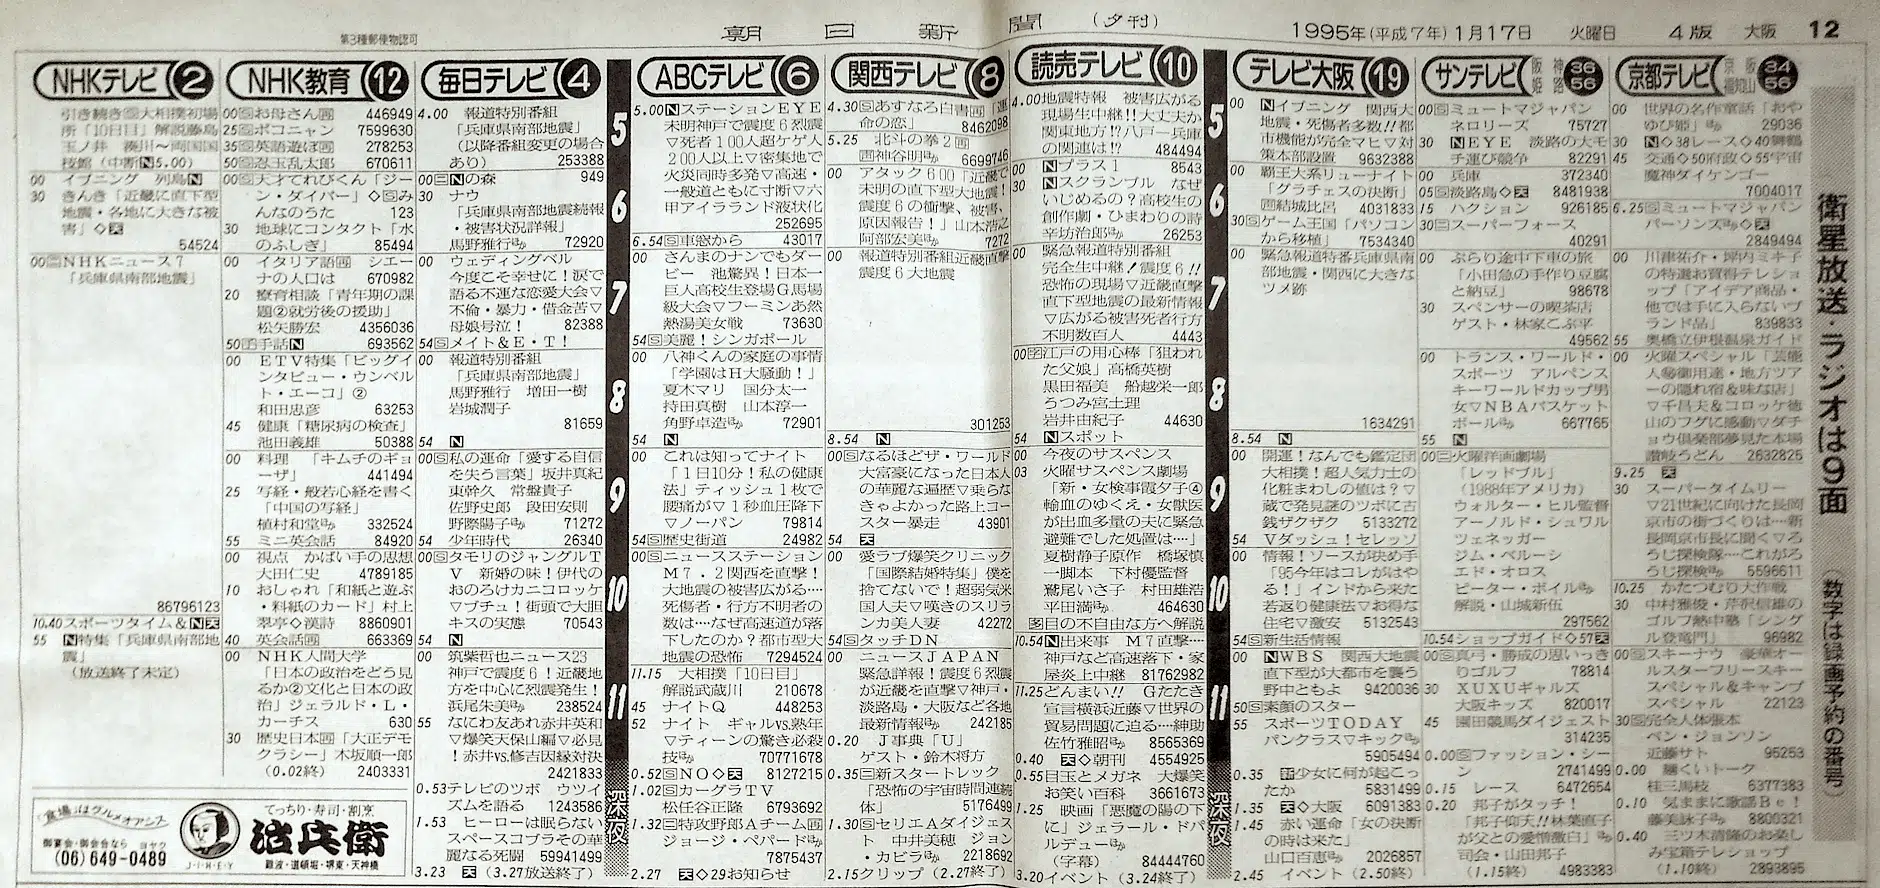 第3種郵便物認可
朝日新聞
(夕刊)
1995年(平成7年)1月17日
火曜日
4版
大阪
12
NHKテレビ 2
引き続き S 大相撲初場
所「10日目」解説藤島
玉ノ井 湊川〜両国国
技館(中断 N 5.00)
00 イブニング 列島 N
30 きんき「近畿に直下型
地震・各地に大きな被
害」◇天
54524
NHKニュース7
「兵庫県南部地震」
86796123
10.40 スポーツタイム& N 天
55 N 特集「兵庫県南部地
震」
(放送終了未定)
NHK教育 12
00 S お母さん 446949
25 S ポコニャン 7599630
35 S 英語遊ぼ 278253
50 S 忍玉乱太郎 670611
00 S 天才てれびくん「ジー
ン・ダイバー」◇ S み
んなのうた 123
30 地球にコンタクト「水
のふしぎ」 85494
00 イタリア語 シエー
ナの人口は 670982
20 療育相談「青年期の課
題②就労後の援助」
松矢勝宏 4356036
50 手 手話 N 693562
00 ETV特集「ビッグイ
ンタビュー・ウンベル
ト・エーコ」②
和田忠彦 63253
45 健康「糖尿病の検査」
池田義雄 50388
00 料理 「キムチのギョ
ーザ」 441494
25 写経・般若心経を書く
「中国の写経」
植村和堂ほか 332524
55 ミニ英会話 84920
00 視点 かばい手の思想
大田仁史 4789185
10 おしゃれ「和紙と遊ぶ
・料紙のカード」村上
翠亭◇漢詩 8860901
40 英会話 663369
00 NHK人間大学
「日本の政治をどう見
るか②文化と日本の政
治」ジェラルド・L・
カーチス 630
30 歴史日本「大正デモ
クラシー」木坂順一郎
(0.02終) 2403331
毎日テレビ 4
4.00 報道特別番組
「兵庫県南部地震」
(以降番組変更の場合
あり) 253388
00 N の森 949
30 ナウ
「兵庫県南部地震続報
・被害状況詳報」
馬野雅行ほか 72920
00 ウェディングベル
今度こそ幸せに!涙で
語る不運な恋愛大会▽
不倫・暴力・借金苦▽
母娘号泣! 82388
54 S メイト&E・T!
00 報道特別番組
「兵庫県南部地震」
馬野雅行 増田一樹
岩城潤子
81659
54 N
00 S 私の運命「愛する自信
を失う言葉」坂井真紀
東幹久 常盤貴子
佐野史郎 段田安則
野際陽子ほか 71272
54 少年時代 26340
00 S タモリのジャングルT
V 新婚の味!伊代の
おのろけカニコロッケ
▽ブチュ!街頭で大胆
キスの実態 70543
54 N
00 筑紫哲也ニュース23
神戸で震度6!近畿地
方を中心に烈震発生!
浜尾朱美ほか 238524
55 なにわ友あれ赤井英和
▽爆笑天保山編▽必見
!赤井vs.修吉因縁対決
2421833
0.53 テレビのツボ ウツイ
ズムを語る 1243586
1.53 ヒーローは眠らない
スペースコブラその華
麗なる死闘 59941499
3.23 天 (3.27放送終了)
5
6
7
8
9
10
11
深夜
ABCテレビ 6
5.00 N ステーションEYE
未明神戸で震度6烈震
▽死者100人超ケガ人
200人以上▽密集地で
火災同時多発▽高速・
一般道ともに寸断▽六
甲アイラランド液状化
252695
6.54 S 車窓から 43017
00 さんまのナンでもダー
ビー 池驚異!日本一
巨人高校生登場G馬場
級大会▽フーミンあ然
熱湯美女戦 73630
54 S 美麗!シンガポール
00 八神くんの家庭の事情
「学園はH大騒動!」
夏木マリ 国分太一
持田真樹 山本淳一
角野卓造ほか 72901
54 N
00 これは知ってナイト
「1日10分!私の健康
法」ティッシュ1枚で
腰痛が▽1秒血圧降下
▽ノーパン 79814
54 S 歴史街道 24982
00 S ニュースステーション
M7.2関西を直撃!
大地震の被害広がる…
死傷者・行方不明者の
数は…なぜ高速道が落
下したのか?都市型大
地震の恐怖 7294524
11.15 大相撲「10日目」
解説武蔵川 210678
45 ナイトQ 448253
52 ナイト ギャルvs.熟年
▽ティーンの驚き必殺
技ほか 70771678
0.52 S NO◇天 8127215
1.02 S カーグラTV
松任谷正隆 6793692
1.32 特攻野郎Aチーム
ジョージ・ペパードほか
7875437
2.27 天◇29お知らせ
関西テレビ 8
4.30 S あすなろ白書「運
命の恋」 8462098
5.25 北斗の拳2
西神谷明ほか 6699746
00 アタック600「近畿で
未明の直下型大地震!
震度6の衝撃、被害、
原因報告!」山本浩之
阿部宏美ほか 7272
00 報道特別番組近畿直撃
震度6大地震
301253
8.54 N
00 S なるほどザ・ワールド
大富豪になった日本人
の華麗な遍歴▽乗らな
きゃよかった路上コー
スター暴走 43901
54 天
00 愛ラブ爆笑クリニック
「国際結婚特集」僕を
捨てないで!超弱気米
国人夫▽嘆きのスリラ
ンカ美人妻 42272
54 S タッチDN
00 ニュースJAPAN
緊急詳報!震度6烈震
が近畿を直撃▽神戸・
淡路島・大阪など各地
最新情報ほか 242185
0.20 J事典「U」
ゲスト・鈴木将方
0.35 新スタートレック
「恐怖の宇宙時間連続
体」 5176499
1.30 S セリエAダイジェス
ト 中井美穂 ジョン
・カビラほか 2218692
2.15 クリップ (2.27終了)
読売テレビ 10
4.00 地震特報 被害広がる
現場生中継!!大丈夫か
関東地方!?八戸―兵庫
の関連は!? 484494
00 N プラス1 8543
30 N スクランブル なぜ
いじめるの?高校生の
創作劇・ひまわりの詩
辛坊治郎ほか 26253
00 緊急報道特別番組
完全生中継!震度6!!
恐怖の現場▽近畿直撃
直下型地震の最新情報
▽広がる被害死者行方
不明数百人 4443
00 江戸の用心棒「狙われ
た父娘」高橋英樹
黒田福美 船越栄一郎
うつみ宮土理
岩井由紀子ほか 44630
54 N スポット
00 今夜のサスペンス
03 火曜サスペンス劇場
「新・女検事霞夕子④
輸血のゆくえ・女獣医
が出血多量の夫に緊急
避難でした処置は…」
夏樹静子原作 橋塚慎
一脚本 下村優監督
鷲尾いさ子 村田雄浩
平田満ほか 464630
目の不自由な方へ解説
10.54 N 出来事 M7直撃…
神戸など高速落下・家
屋炎上中継 81762982
11.25 どんまい!! Gたたき
宣言横浜近藤▽世界の
貿易問題に迫る…紳助
佐竹雅昭ほか 8565369
0.40 天◇朝刊 4554925
0.55 目玉とメガネ 大爆笑
お笑い百科 3661673
1.25 映画「悪魔の陽の下
に」ジェラール・ドパ
ルデューほか
(字幕) 84444760
3.20 イベント (3.24終了)
5
6
7
8
9
10
11
深夜
テレビ大阪 19
00 N イブニング 関西大
地震・死傷者多数!!都
市機能が完全マヒ▽対
策本部設置 9632388
00 覇王大系リューナイト
「グラチェスの決断」
結城比呂 4031833
30 S ゲーム王国「パソコン
から移植」 7534340
00 緊急報道特番兵庫県南
部地震・関西に大きな
ツメ跡
1634291
8.54 N
00 開運!なんでも鑑定団
大相撲!超人気力士の
化粧まわしの値は?▽
蔵で発見謎のツボに古
銭ザクザク 5133272
54 Vダッシュ!セレッソ
00 情報!ソースが決め手
「95今年はコレがはや
る!」インドから来た
若返り健康法▽お得な
住宅▽激安 5132543
54 S 新生活情報
00 N WBS 関西大地震
直下型が大都市を襲う
野中ともよ 9420036
50 S 素顔のスター
55 スポーツTODAY
パンクラス▽キックほか
5905494
0.35 少女に何が起こっ
たか 5831499
1.35 天◇大阪 6091383
1.45 赤い運命「女の決断
の時は来た」
山口百恵ほか 2026857
2.45 イベント (2.50終了)
サンテレビ 阪神 36 姫路 56
00 S ミュートマジャパン
ネロリーズ 75727
30 N EYE 淡路の大モ
チ運び競争 82291
00 兵庫 372340
05 S 淡路島◇天 8481938
15 ハクション 926185
30 スーパーフォース
40291
00 ぶらり途中下車の旅
「小田急の手作り豆腐
と納豆」 98678
30 スペンサーの喫茶店
ゲスト・林家こぶ平
49562
00 トランス・ワールド・
スポーツ アルペンス
キーワールドカップ男
女▽NBAバスケット
ボールほか 667765
55 N
00 火曜洋画劇場
「レッドブル」
(1988年アメリカ)
ウォルター・ヒル監督
アーノルド・シュワル
ツェネッガー
ジム・ベルーシ
エド・オロス
ピーター・ボイルほか
解説・山城新伍
297562
10.54 ショップガイド◇57天
00 S 真弓・勝成の思いっき
りゴルフ 78814
30 XUXUギャルズ
大阪キッズ 820017
45 園田競馬ダイジェスト
314235
0.00 S ファッション・シー
ン 2741499
0.15 レース 6472654
0.20 邦子がタッチ!
「邦子仰天!!林葉直子
が父との愛憎激白」ほか
司会・山田邦子
(1.15終) 4983383
京都テレビ 京阪 34 福知山 56
00 世界の名作童話「おや
ゆび姫」ほか 29036
30 N◇38レース◇40舞鶴
45 交通◇50府政◇55宇宙
魔神ダイケンゴー
7004017
6.25 S ミュートマジャパン
パーソンズほか◇天
2849494
00 川津祐介・坪内ミキ子
の特選お買得テレショ
ップ「アイデア商品・
他では手に入らないブ
ランド品」 839833
55 奥橋立伊根温泉ガイド
00 火曜スペシャル「芸能
人御用達・地方ツア
ーの隠れ宿&味な店」
▽千昌夫&コロッケ徳
山のフグに感動▽ダチ
ョウ倶楽部夢見た本場
讃岐うどん 2632825
9.25 天
30 スーパータイムリー
▽21世紀に向けた長岡
京市の街づくりは…新
長岡京市長に聞く▽ろ
うじ探検隊…これがろ
うじ探検ほか 5596611
10.25 かたつむり大作戦
30 中村雅俊・芹沢信雄の
ゴルフ熱中塾「シング
ル登竜門」 96982
00 S スキーナウ 豪華オー
ルスターフリースキー
スペシャル&キャンプ
スペシャル 22123
30 S 完全人体張本
ベン・ジョンソン
近藤サト 95253
0.00 トーク
桂三馬枝 6377383
0.10 気ままに歌謡Be!
藤美詠子ほか 8800321
0.40 三ツ木清隆のお楽し
み宝箱テレショップ
(1.10終) 2893895
衛星放送・ラジオは9面
(数字は録画予約の番号)
“食場”はグルメオアシス
御宴会・御会合なら ヨヤク
(06)649-0489
J・I・H・E・Y
てっちり・寿司・割烹
治兵衛
難波・道頓堀・堺東・天神橋